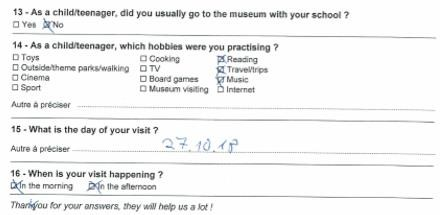 13 - As a child/teenager, did you usually go to the museum with your school ?
☐ Yes ☒ No
14 - As a child/teenager, which hobbies were you practising ?
☐ Toys ☐ Cooking ☒ Reading
☐ Outside/theme parks/walking ☐ TV ☒ Travel/trips
☐ Cinema ☐ Board games ☒ Music
☐ Sport ☐ Museum visiting ☐ Internet
Autre à préciser
15 - What is the day of your visit ?
Autre à préciser 27.10.18
16 - When is your visit happening ?
☒ In the morning ☒ In the afternoon
Thank you for your answers, they will help us a lot !